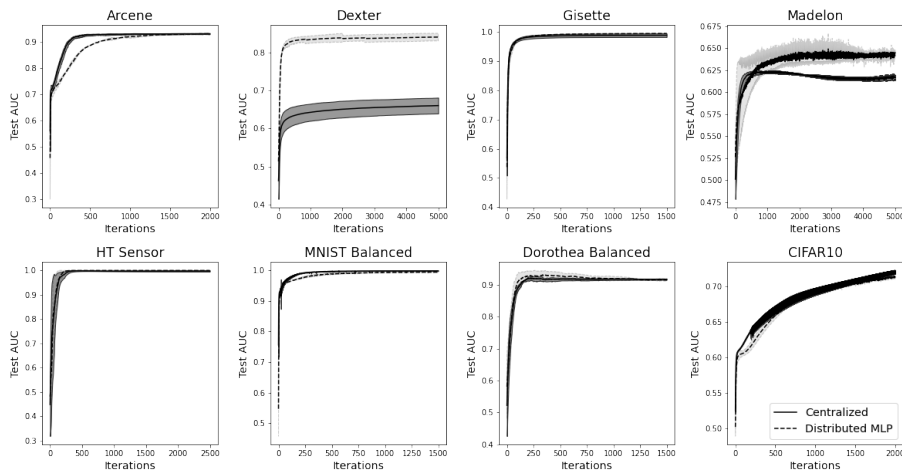 Arcene
Dexter
Gisette
Madelon
Test AUC
0.9
0.8
0.7
0.6
0.5
0.4
0.3
0 500 1000 1500 2000
Iterations
Test AUC
0.8
0.7
0.6
0.5
0.4
0 1000 2000 3000 4000 5000
Iterations
Test AUC
1.0
0.9
0.8
0.7
0.6
0.5
0.4
0 250 500 750 1000 1250 1500
Iterations
Test AUC
0.675
0.650
0.625
0.600
0.575
0.550
0.525
0.500
0.475
0 1000 2000 3000 4000 5000
Iterations
HT Sensor
MNIST Balanced
Dorothea Balanced
CIFAR10
Test AUC
1.0
0.9
0.8
0.7
0.6
0.5
0.4
0.3
0 500 1000 1500 2000 2500
Iterations
Test AUC
1.0
0.9
0.8
0.7
0.6
0.5
0 250 500 750 1000 1250 1500
Iterations
Test AUC
0.9
0.8
0.7
0.6
0.5
0.4
0 250 500 750 1000 1250 1500
Iterations
Test AUC
0.70
0.65
0.60
0.55
0.50
0 500 1000 1500 2000
Iterations
Centralized
Distributed MLP